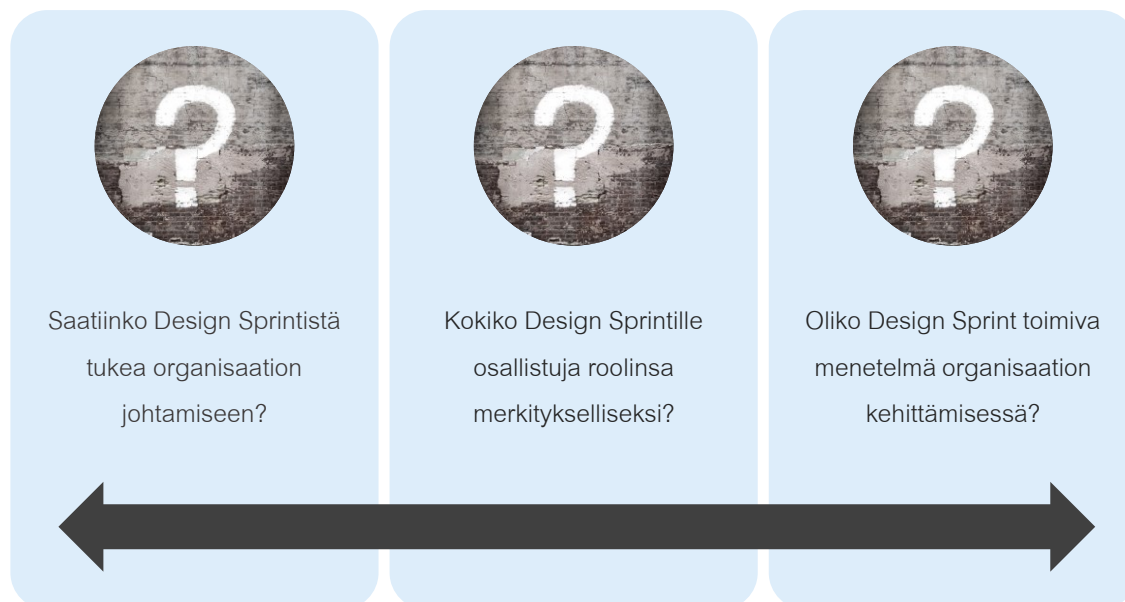 Saatiinko Design Sprintistä
tukea organisaation
johtamiseen?
Kokiko Design Sprintille
osallistuja roolinsa
merkitykselliseksi?
Oliko Design Sprint toimiva
menetelmä organisaation
kehittämisessä?